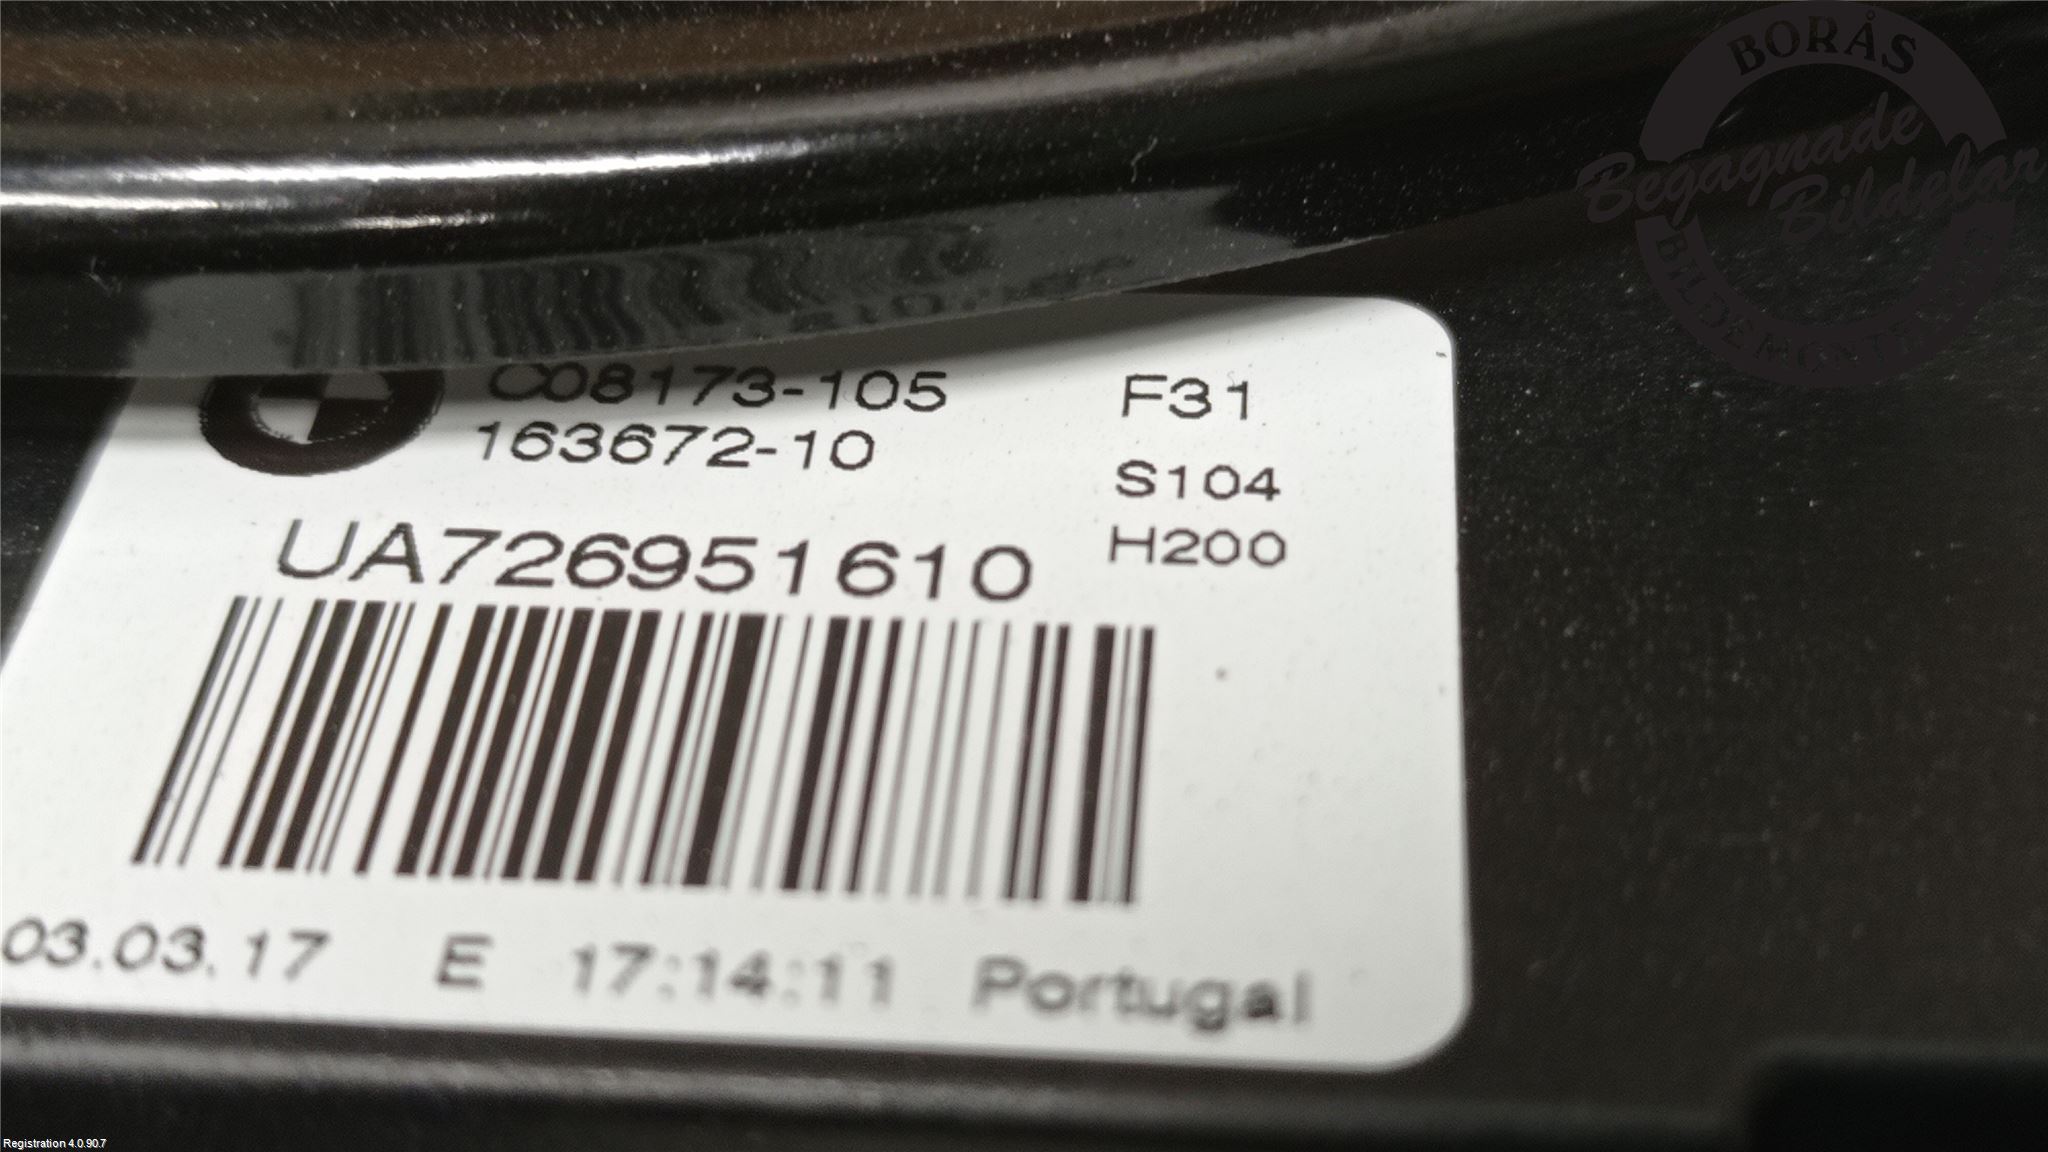 BORÅS
Begagnade
Bildelar
C08173-105
163672-10
F31
S104
H200
UA726951610
03.03.17 E 17:14:11 Portugal
Registration 4.0.90.7